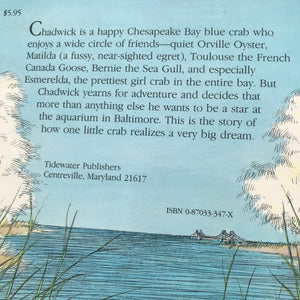 $5.95
Chadwick is a happy Chesapeake Bay blue crab who
enjoys a wide circle of friends—quiet Orville Oyster,
Matilda (a fussy, near-sighted egret), Toulouse the French
Canada Goose, Bernie the Sea Gull, and especially
Esmerelda, the prettiest girl crab in the entire bay. But
Chadwick yearns for adventure and decides that
more than anything else he wants to be a star at
the aquarium in Baltimore. This is the story of
how one little crab realizes a very big dream.
Tidewater Publishers
Centreville, Maryland 21617
ISBN 0-87033-347-X